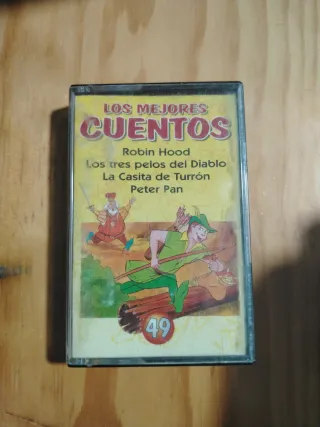 LOS MEJORES
CUENTOS
Robin Hood
Los tres pelos del Diablo
La Casita de Turrón
Peter Pan
49